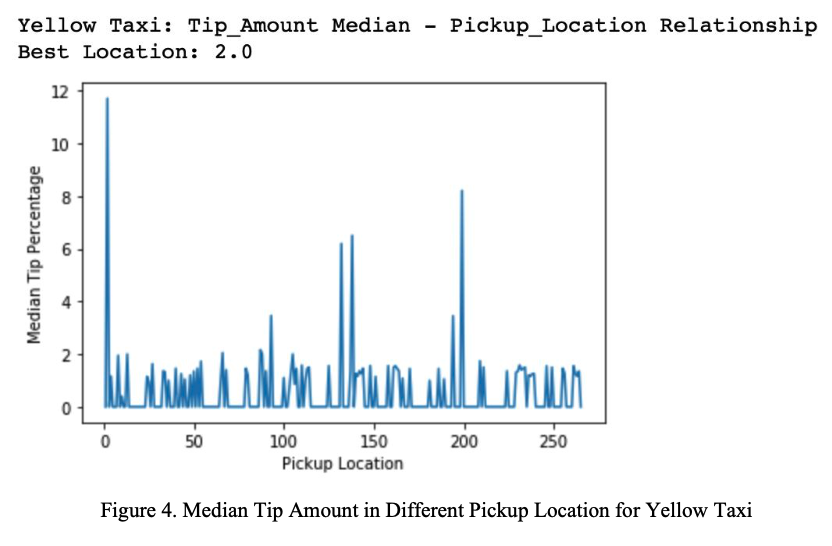 Yellow Taxi: Tip_Amount Median - Pickup_Location Relationship
Best Location: 2.0
12
10
8
6
4
2
0
Median Tip Percentage
0 50 100 150 200 250
Pickup Location
Figure 4. Median Tip Amount in Different Pickup Location for Yellow Taxi